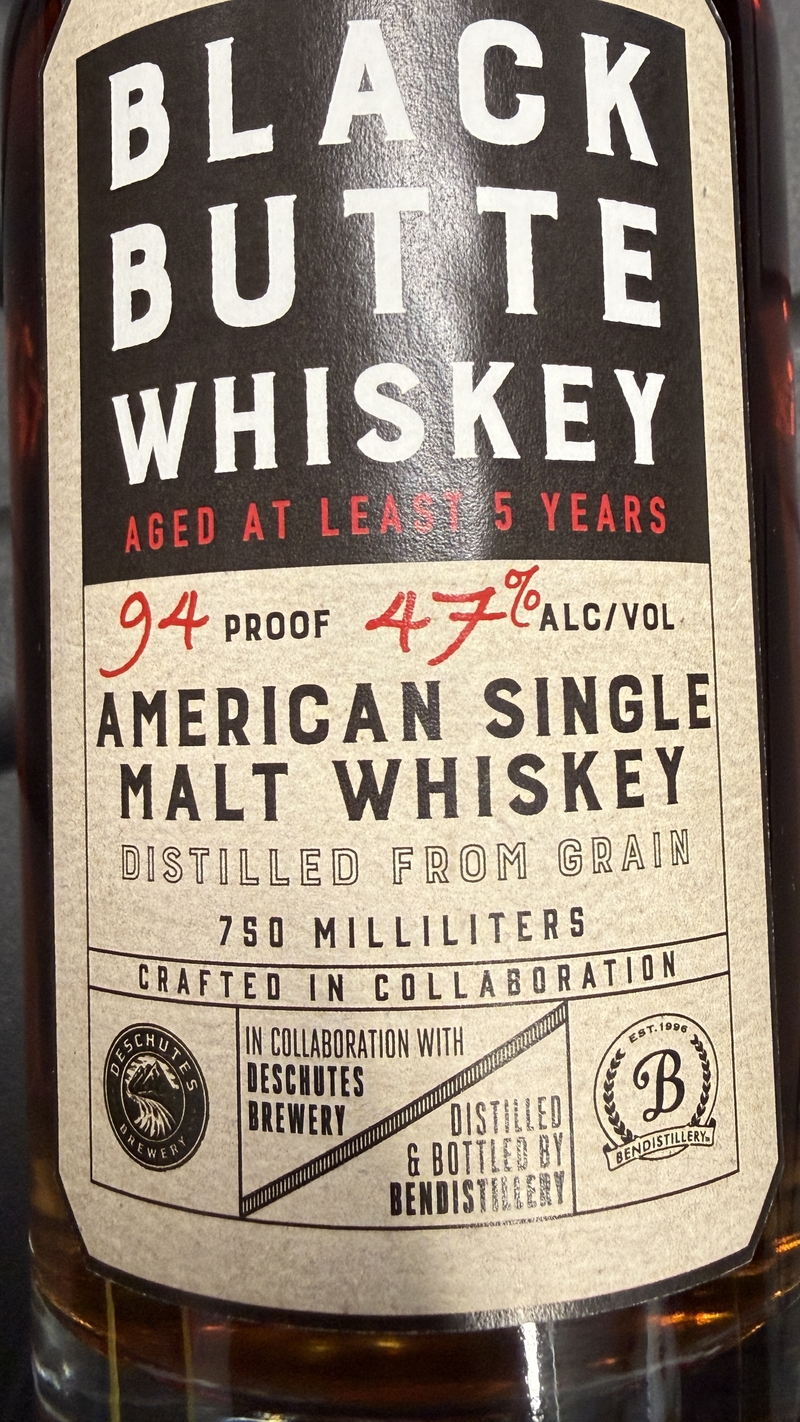 BLACK
BUTTE
WHISKEY
AGED AT LEAST 5 YEARS
94 PROOF 47% ALC/VOL
AMERICAN SINGLE
MALT WHISKEY
DISTILLED FROM GRAIN
750 MILLILITERS
CRAFTED IN COLLABORATION
DESCHUTES
BREWERY
IN COLLABORATION WITH
DESCHUTES
BREWERY
DISTILLED
& BOTTLED BY
BENDISTILLERY
EST. 1996
B
BENDISTILLERY™